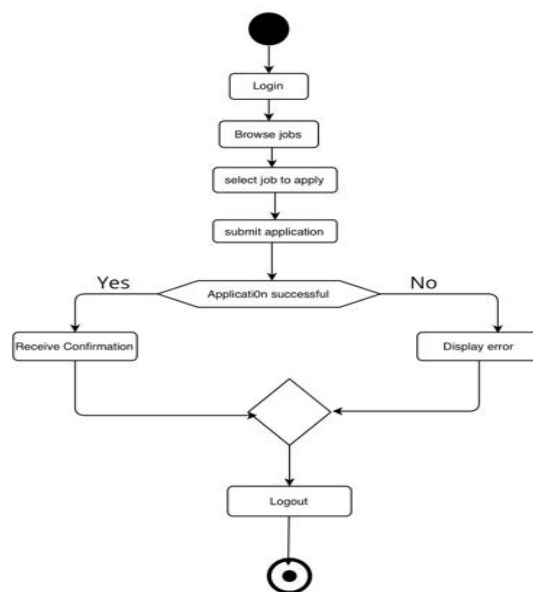 Login
Browse jobs
select job to apply
submit application
Yes
Applicati0n successful
No
Receive Confirmation
Display error
Logout